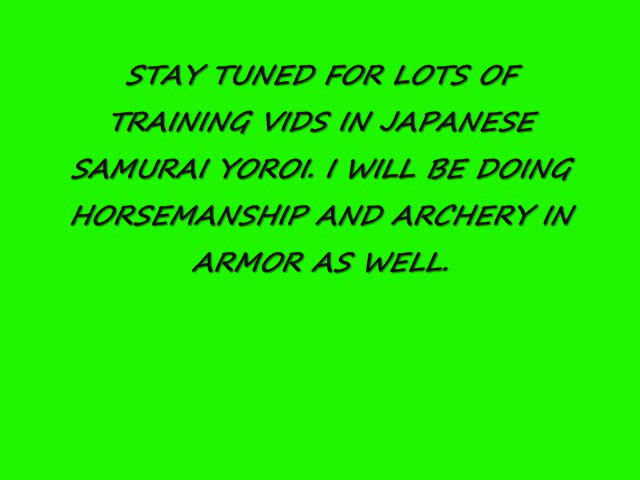 STAY TUNED FOR LOTS OF
TRAINING VIDS IN JAPANESE
SAMURAI YOROI. I WILL BE DOING
HORSEMANSHIP AND ARCHERY IN
ARMOR AS WELL.